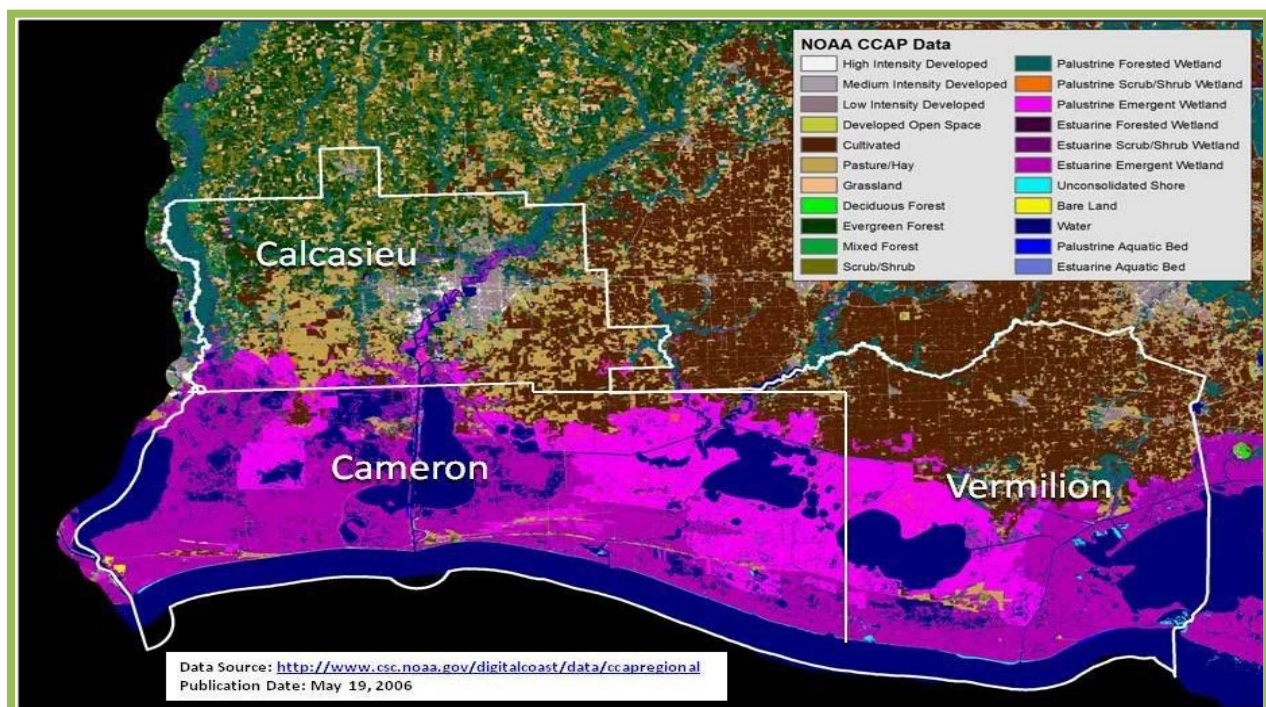 NOAA CCAP Data
High Intensity Developed
Medium Intensity Developed
Low Intensity Developed
Developed Open Space
Cultivated
Pasture/Hay
Grassland
Deciduous Forest
Evergreen Forest
Mixed Forest
Scrub/Shrub
Palustrine Forested Wetland
Palustrine Scrub/Shrub Wetland
Palustrine Emergent Wetland
Estuarine Forested Wetland
Estuarine Scrub/Shrub Wetland
Estuarine Emergent Wetland
Unconsolidated Shore
Bare Land
Water
Palustrine Aquatic Bed
Estuarine Aquatic Bed
Calcasieu
Cameron
Vermilion
Data Source: http://www.csc.noaa.gov/digitalcoast/data/ccapregional
Publication Date: May 19, 2006